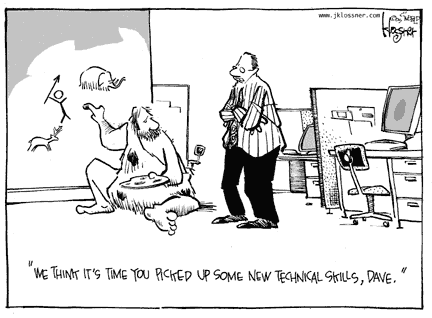 www.jklossner.com
"WE THINK IT'S TIME YOU PICKED UP SOME NEW TECHNICAL SKILLS, DAVE."